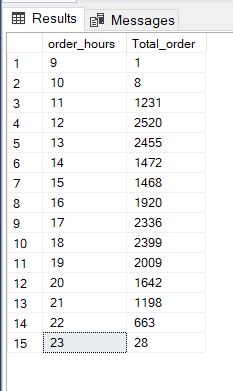 Results Messages
order_hours Total_order
1 9 1
2 10 8
3 11 1231
4 12 2520
5 13 2455
6 14 1472
7 15 1468
8 16 1920
9 17 2336
10 18 2399
11 19 2009
12 20 1642
13 21 1198
14 22 663
15 23 28